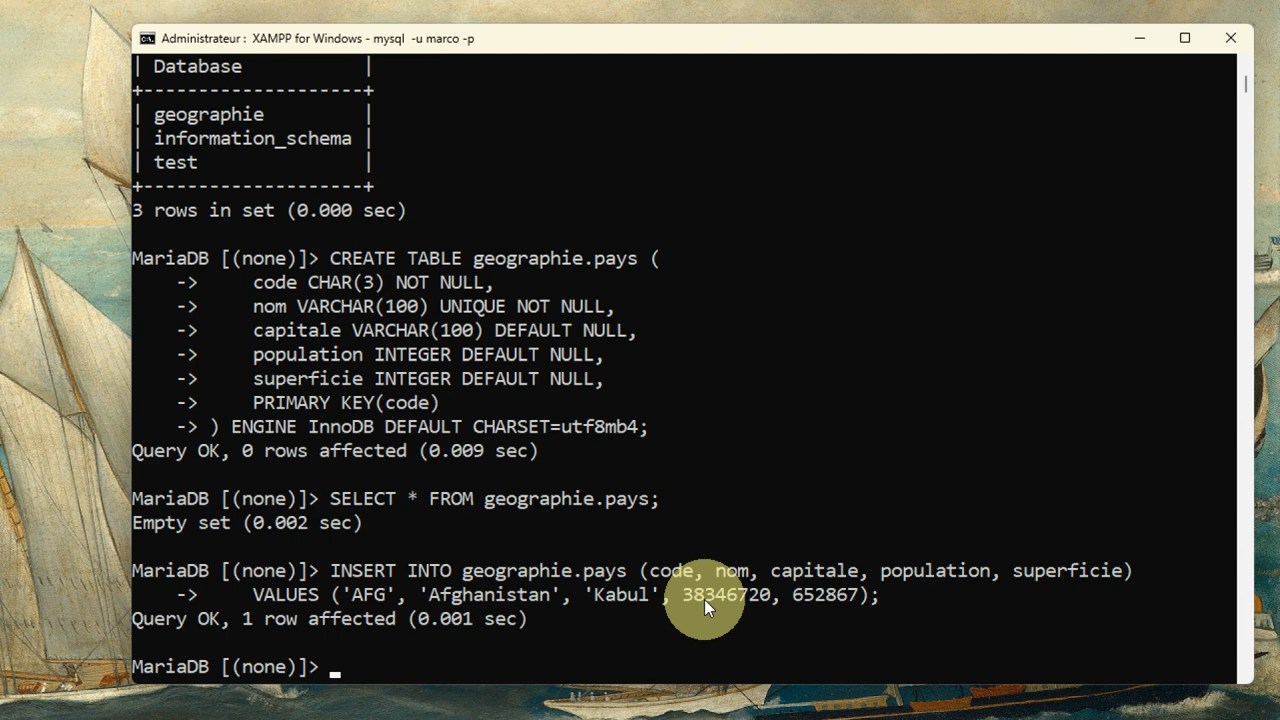 Administrateur : XAMPP for Windows - mysql -u marco -p
| Database |
+--------------------+
| geographie |
| information_schema |
| test |
+--------------------+
3 rows in set (0.000 sec)
MariaDB [(none)]> CREATE TABLE geographie.pays (
-> code CHAR(3) NOT NULL,
-> nom VARCHAR(100) UNIQUE NOT NULL,
-> capitale VARCHAR(100) DEFAULT NULL,
-> population INTEGER DEFAULT NULL,
-> superficie INTEGER DEFAULT NULL,
-> PRIMARY KEY(code)
-> ) ENGINE InnoDB DEFAULT CHARSET=utf8mb4;
Query OK, 0 rows affected (0.009 sec)
MariaDB [(none)]> SELECT * FROM geographie.pays;
Empty set (0.002 sec)
MariaDB [(none)]> INSERT INTO geographie.pays (code, nom, capitale, population, superficie)
-> VALUES ('AFG', 'Afghanistan', 'Kabul', 38346720, 652867);
Query OK, 1 row affected (0.001 sec)
MariaDB [(none)]>